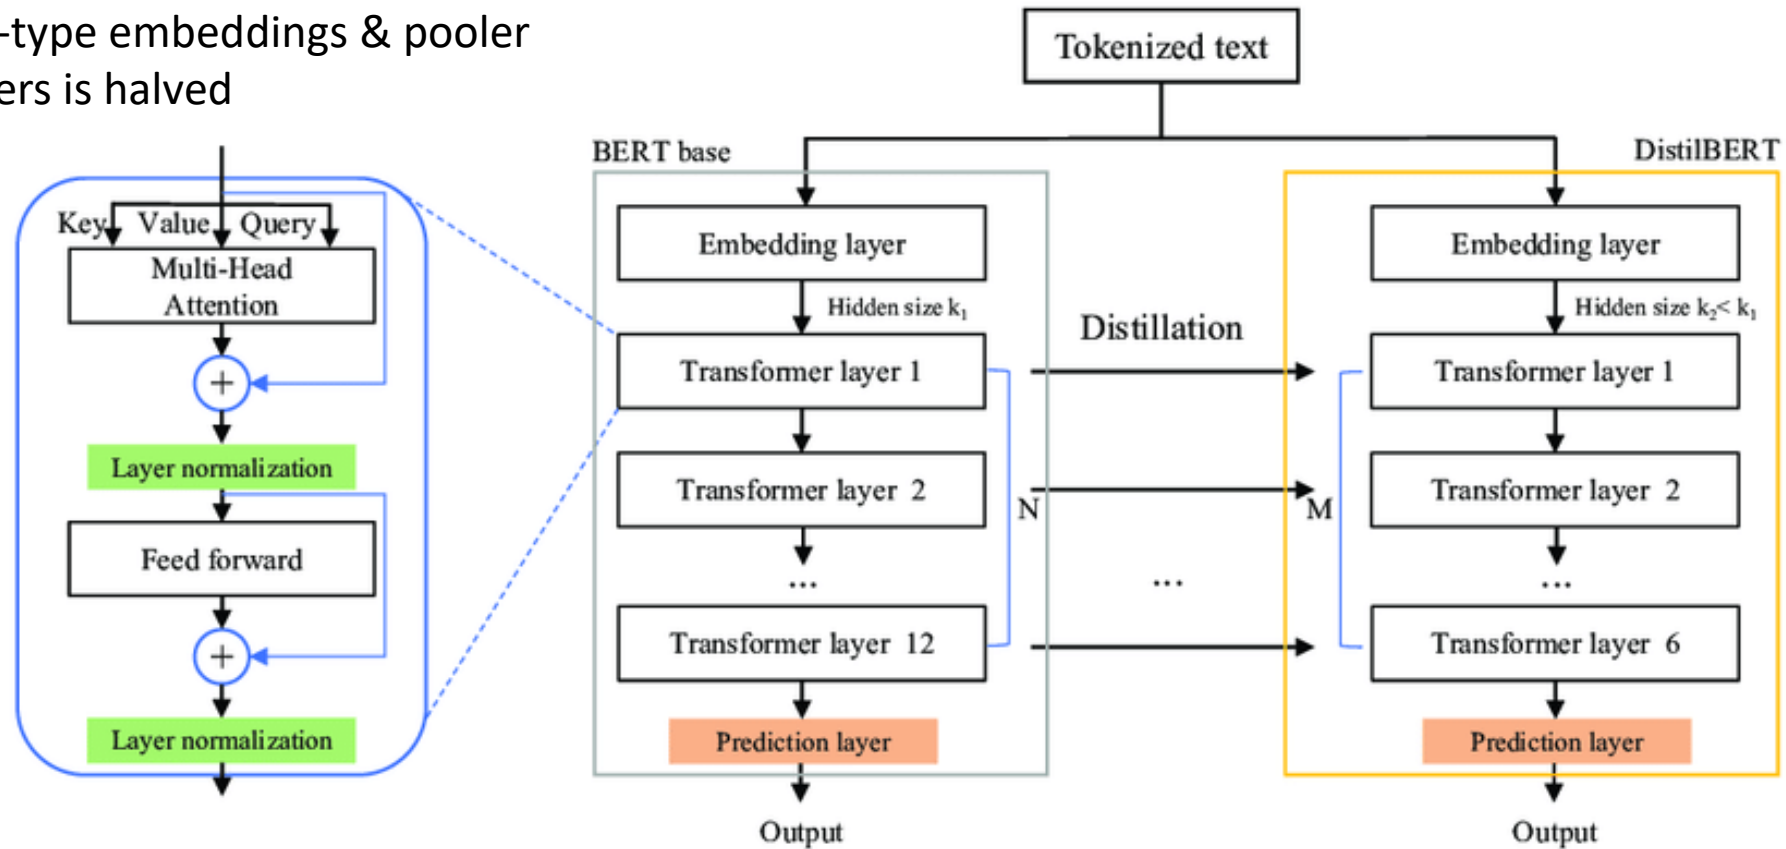 -type embeddings & pooler
ers is halved
Tokenized text
BERT base
DistilBERT
Key
Value
Query
Multi-Head
Attention
+
Layer normalization
Feed forward
+
Layer normalization
Embedding layer
Hidden size k₁
Transformer layer 1
Transformer layer 2
...
Transformer layer 12
N
Prediction layer
Output
Distillation
...
Embedding layer
Hidden size k₂< k₁
Transformer layer 1
Transformer layer 2
...
Transformer layer 6
M
Prediction layer
Output